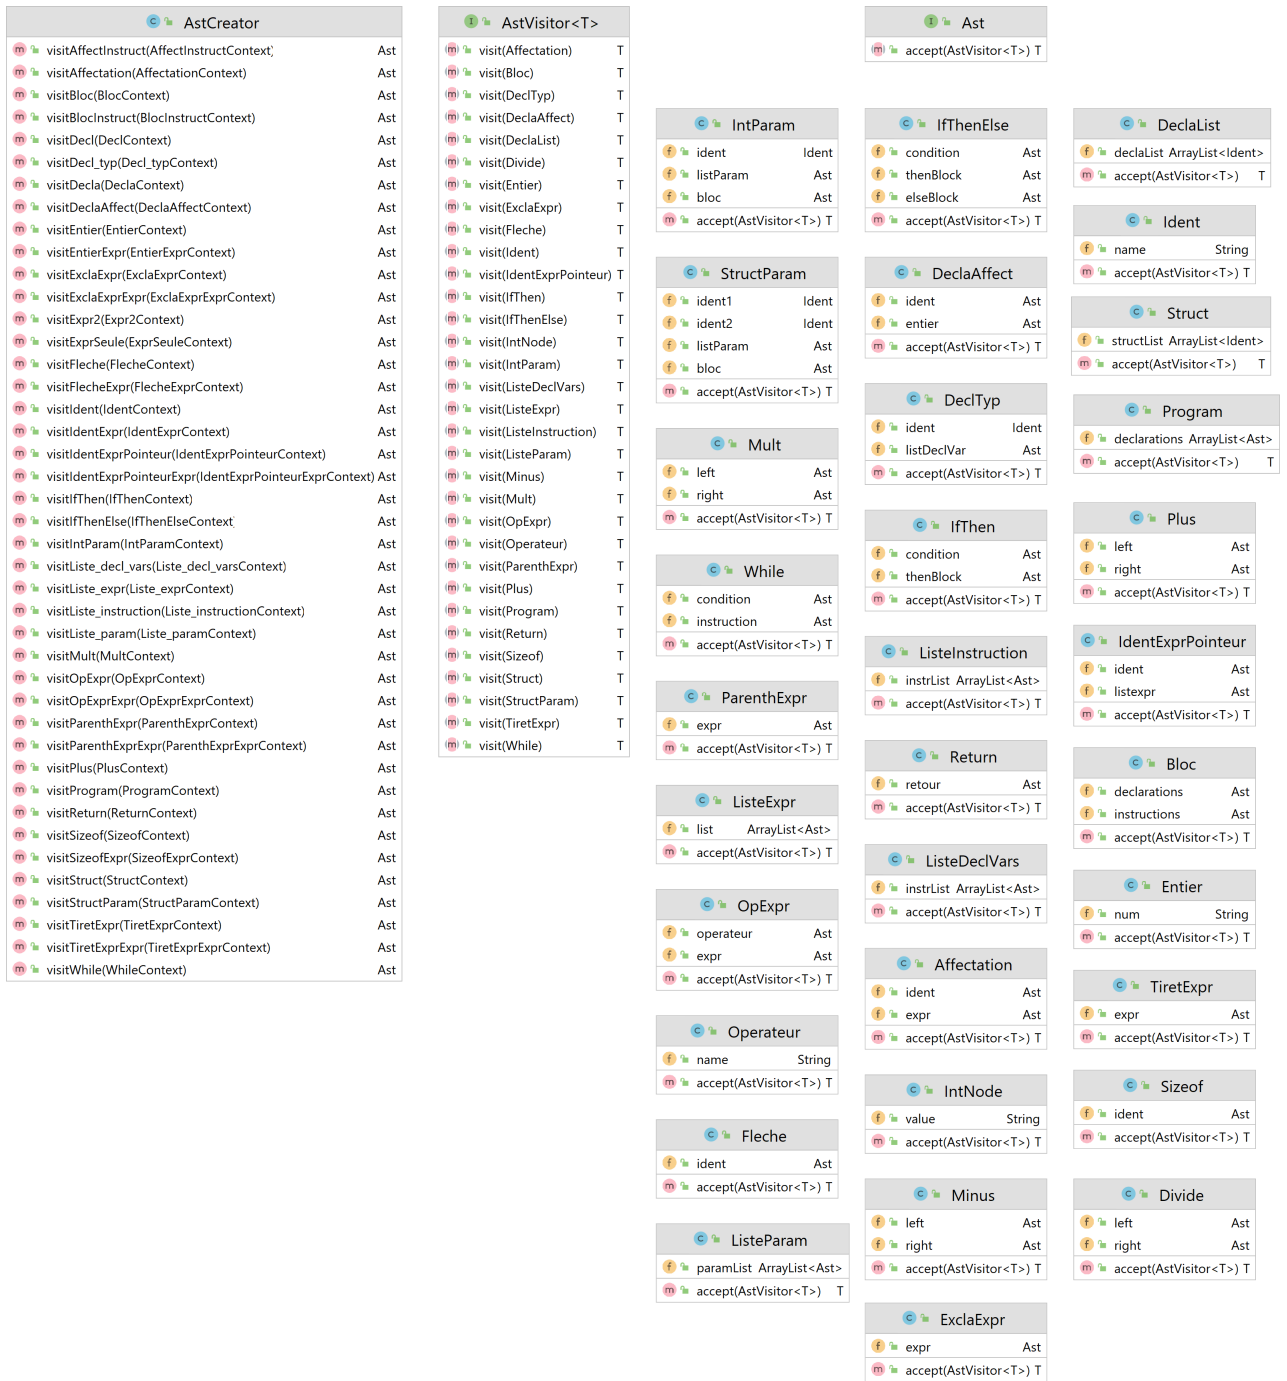 AstCreator
visitAffectInstruct(AffectInstructContext) Ast
visitAffectation(AffectationContext) Ast
visitBloc(BlocContext) Ast
visitBlocInstruct(BlocInstructContext) Ast
visitDecl(DeclContext) Ast
visitDecl_typ(Decl_typContext) Ast
visitDecla(DeclaContext) Ast
visitDeclaAffect(DeclaAffectContext) Ast
visitEntier(EntierContext) Ast
visitEntierExpr(EntierExprContext) Ast
visitExclaExpr(ExclaExprContext) Ast
visitExclaExprExpr(ExclaExprExprContext) Ast
visitExpr2(Expr2Context) Ast
visitExprSeule(ExprSeuleContext) Ast
visitFleche(FlecheContext) Ast
visitFlecheExpr(FlecheExprContext) Ast
visitIdent(IdentContext) Ast
visitIdentExpr(IdentExprContext) Ast
visitIdentExprPointeur(IdentExprPointeurContext) Ast
visitIdentExprPointeurExpr(IdentExprPointeurExprContext) Ast
visitIfThen(IfThenContext) Ast
visitIfThenElse(IfThenElseContext) Ast
visitIntParam(IntParamContext) Ast
visitListe_decl_vars(Liste_decl_varsContext) Ast
visitListe_expr(Liste_exprContext) Ast
visitListe_instruction(Liste_instructionContext) Ast
visitListe_param(Liste_paramContext) Ast
visitMult(MultContext) Ast
visitOpExpr(OpExprContext) Ast
visitOpExprExpr(OpExprExprContext) Ast
visitParenthExpr(ParenthExprContext) Ast
visitParenthExprExpr(ParenthExprExprContext) Ast
visitPlus(PlusContext) Ast
visitProgram(ProgramContext) Ast
visitReturn(ReturnContext) Ast
visitSizeof(SizeofContext) Ast
visitSizeofExpr(SizeofExprContext) Ast
visitStruct(StructContext) Ast
visitStructParam(StructParamContext) Ast
visitTiretExpr(TiretExprContext) Ast
visitTiretExprExpr(TiretExprExprContext) Ast
visitWhile(WhileContext) Ast
AstVisitor<T>
visit(Affectation) T
visit(Bloc) T
visit(DeclTyp) T
visit(DeclaAffect) T
visit(DeclaList) T
visit(Divide) T
visit(Entier) T
visit(ExclaExpr) T
visit(Fleche) T
visit(Ident) T
visit(IdentExprPointeur) T
visit(IfThen) T
visit(IfThenElse) T
visit(IntNode) T
visit(IntParam) T
visit(ListeDeclVars) T
visit(ListeExpr) T
visit(ListeInstruction) T
visit(ListeParam) T
visit(Minus) T
visit(Mult) T
visit(OpExpr) T
visit(Operateur) T
visit(ParenthExpr) T
visit(Plus) T
visit(Program) T
visit(Return) T
visit(Sizeof) T
visit(Struct) T
visit(StructParam) T
visit(TiretExpr) T
visit(While) T
IntParam
ident Ident
listParam Ast
bloc Ast
accept(AstVisitor<T>) T
StructParam
ident1 Ident
ident2 Ident
listParam Ast
bloc Ast
accept(AstVisitor<T>) T
Mult
left Ast
right Ast
accept(AstVisitor<T>) T
While
condition Ast
instruction Ast
accept(AstVisitor<T>) T
ParenthExpr
expr Ast
accept(AstVisitor<T>) T
ListeExpr
list ArrayList<Ast>
accept(AstVisitor<T>) T
OpExpr
operateur Ast
expr Ast
accept(AstVisitor<T>) T
Operateur
name String
accept(AstVisitor<T>) T
Fleche
ident Ast
accept(AstVisitor<T>) T
ListeParam
paramList ArrayList<Ast>
accept(AstVisitor<T>) T
Ast
accept(AstVisitor<T>) T
IfThenElse
condition Ast
thenBlock Ast
elseBlock Ast
accept(AstVisitor<T>) T
DeclaAffect
ident Ast
entier Ast
accept(AstVisitor<T>) T
DeclTyp
ident Ident
listDeclVar Ast
accept(AstVisitor<T>) T
IfThen
condition Ast
thenBlock Ast
accept(AstVisitor<T>) T
ListeInstruction
instrList ArrayList<Ast>
accept(AstVisitor<T>) T
Return
retour Ast
accept(AstVisitor<T>) T
ListeDeclVars
instrList ArrayList<Ast>
accept(AstVisitor<T>) T
Affectation
ident Ast
expr Ast
accept(AstVisitor<T>) T
IntNode
value String
accept(AstVisitor<T>) T
Minus
left Ast
right Ast
accept(AstVisitor<T>) T
ExclaExpr
expr Ast
accept(AstVisitor<T>) T
DeclaList
declaList ArrayList<Ident>
accept(AstVisitor<T>) T
Ident
name String
accept(AstVisitor<T>) T
Struct
structList ArrayList<Ident>
accept(AstVisitor<T>) T
Program
declarations ArrayList<Ast>
accept(AstVisitor<T>) T
Plus
left Ast
right Ast
accept(AstVisitor<T>) T
IdentExprPointeur
ident Ast
listexpr Ast
accept(AstVisitor<T>) T
Bloc
declarations Ast
instructions Ast
accept(AstVisitor<T>) T
Entier
num String
accept(AstVisitor<T>) T
TiretExpr
expr Ast
accept(AstVisitor<T>) T
Sizeof
ident Ast
accept(AstVisitor<T>) T
Divide
left Ast
right Ast
accept(AstVisitor<T>) T